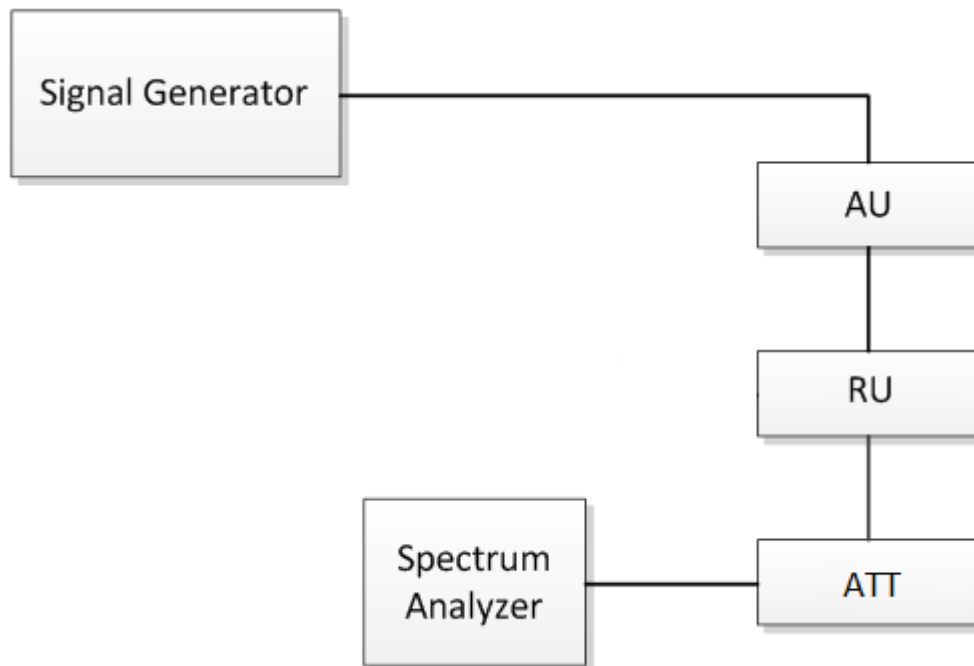 Signal Generator
AU
RU
ATT
Spectrum
Analyzer